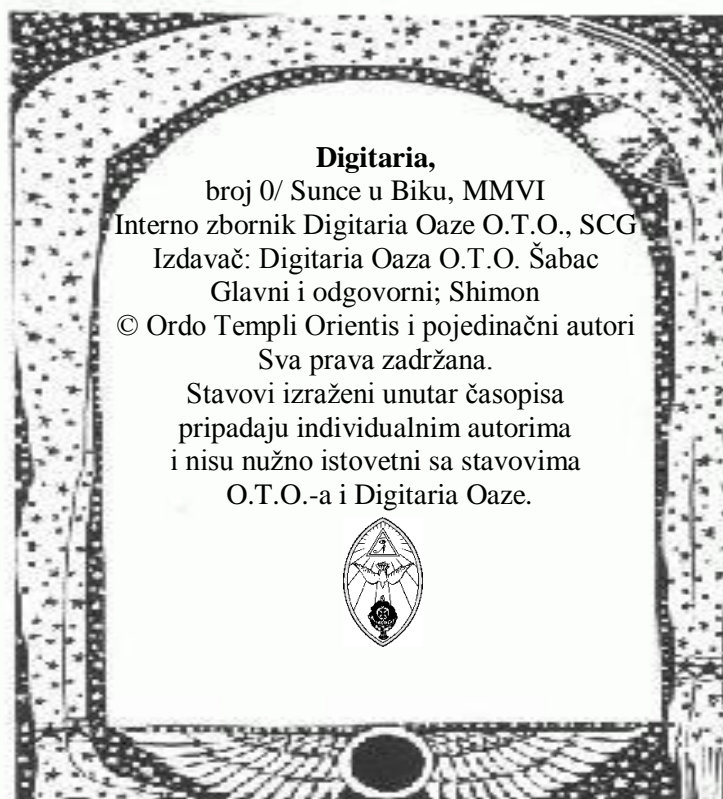 Digitaria,
broj 0/ Sunce u Biku, MMVI
Interno zbornik Digitaria Oaze O.T.O., SCG
Izdavač: Digitaria Oaza O.T.O. Šabac
Glavni i odgovorni; Shimon
© Ordo Templi Orientis i pojedinačni autori
Sva prava zadržana.
Stavovi izraženi unutar časopisa
pripadaju individualnim autorima
i nisu nužno istovetni sa stavovima
O.T.O.-a i Digitaria Oaze.